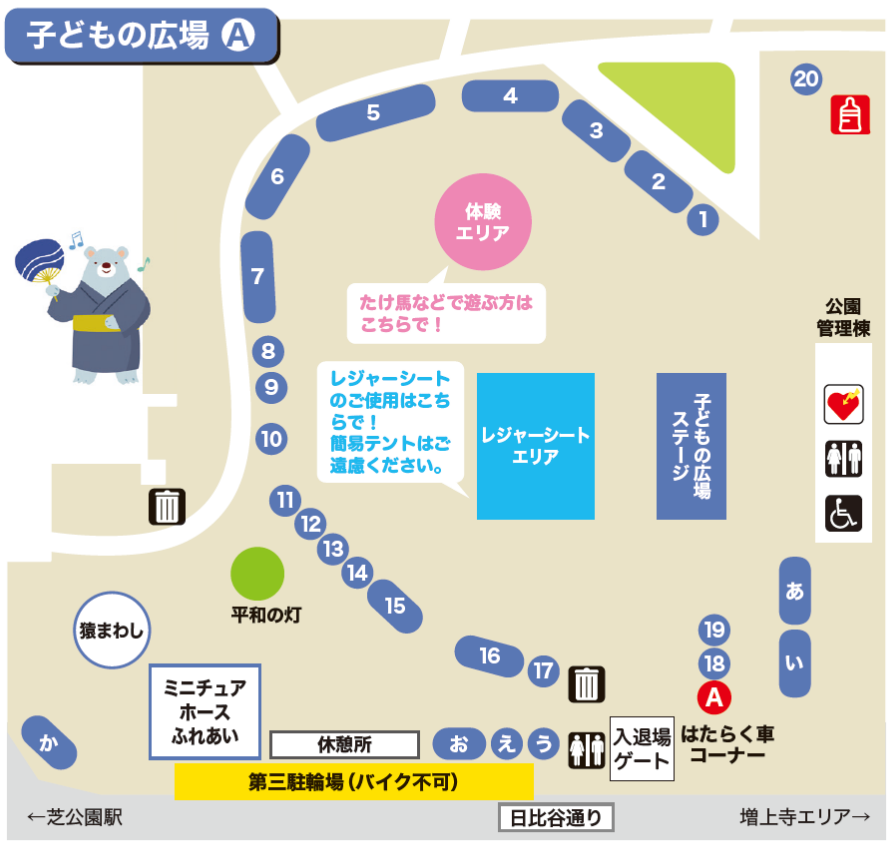 子どもの広場 A
20
5
4
3
6
2
1
体験
エリア
7
たけ馬などで遊ぶ方は
こちらで！
公園
管理棟
8
9
レジャーシート
のご使用はこち
らで！
簡易テントはご
遠慮ください。
レジャーシート
エリア
子どもの広場
ステージ
10
11
12
13
14
15
平和の灯
猿まわし
あ
い
19
18
A
はたらく車
コーナー
16
17
ミニチュア
ホース
ふれあい
か
休憩所
お
え
う
入退場
ゲート
第三駐輪場（バイク不可）
←芝公園駅
日比谷通り
増上寺エリア→